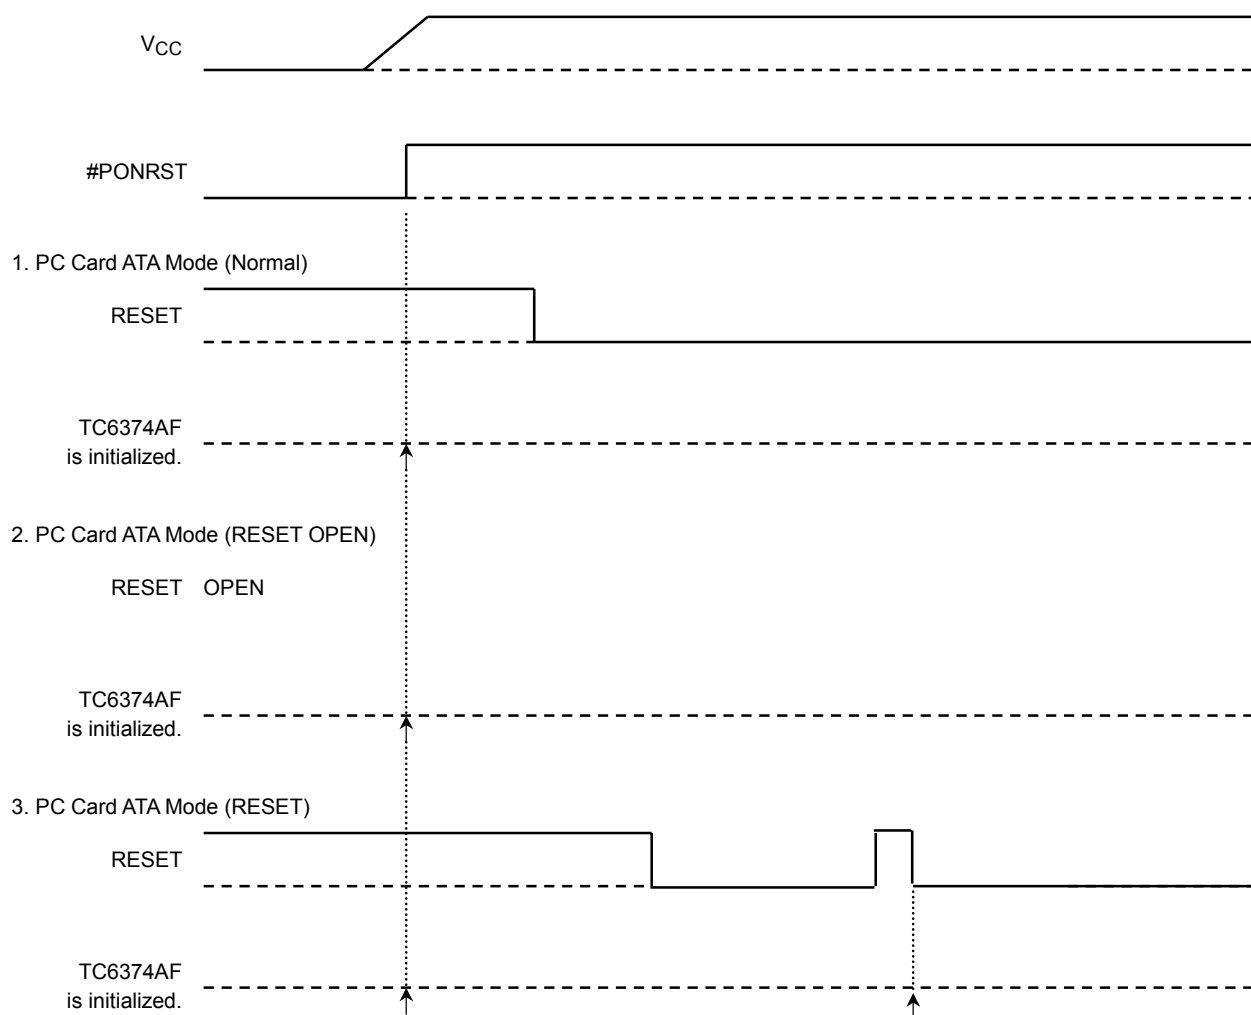 VCC
#PONRST
1. PC Card ATA Mode (Normal)
RESET
TC6374AF
is initialized.
2. PC Card ATA Mode (RESET OPEN)
RESET OPEN
TC6374AF
is initialized.
3. PC Card ATA Mode (RESET)
RESET
TC6374AF
is initialized.